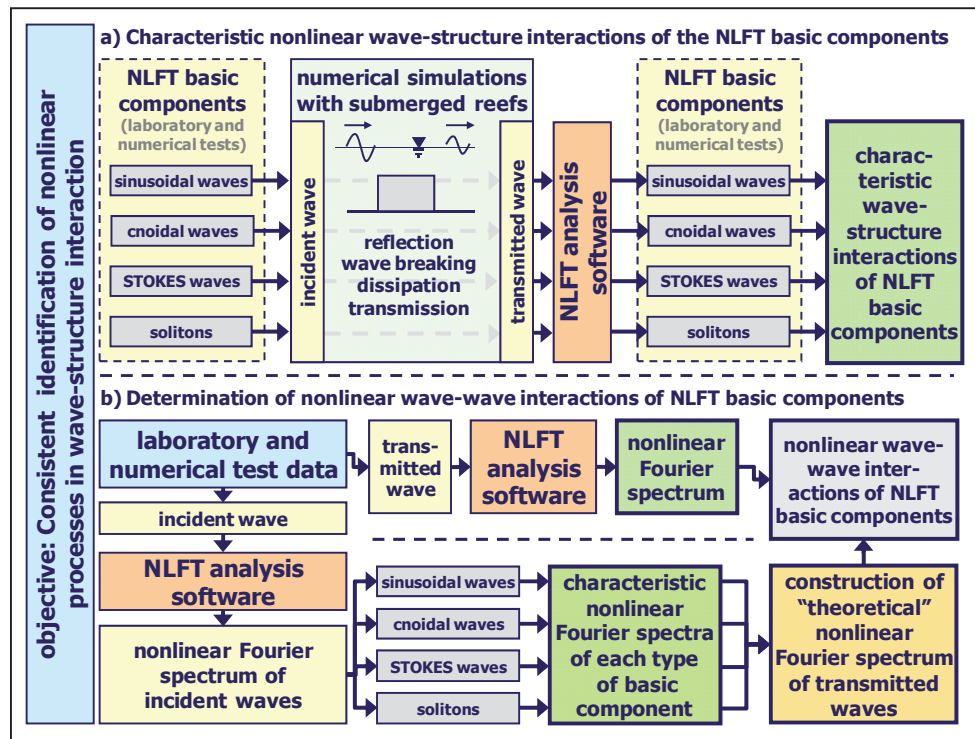 objective: Consistent identification of nonlinear
processes in wave-structure interaction
a) Characteristic nonlinear wave-structure interactions of the NLFT basic components
NLFT basic
components
(laboratory and
numerical tests)
sinusoidal waves
cnoidal waves
STOKES waves
solitons
numerical simulations
with submerged reefs
incident wave
reflection
wave breaking
dissipation
transmission
transmitted wave
NLFT analysis
software
NLFT basic
components
(laboratory and
numerical tests)
sinusoidal waves
cnoidal waves
STOKES waves
solitons
charac-
teristic
wave-
structure
interactions
of NLFT
basic
components
b) Determination of nonlinear wave-wave interactions of NLFT basic components
laboratory and
numerical test data
trans-
mitted
wave
NLFT
analysis
software
nonlinear
Fourier
spectrum
nonlinear wave-
wave inter-
actions of NLFT
basic components
incident wave
NLFT analysis
software
nonlinear Fourier
spectrum of
incident waves
sinusoidal waves
cnoidal waves
STOKES waves
solitons
characteristic
nonlinear
Fourier spectra
of each type
of basic
component
construction of
“theoretical”
nonlinear
Fourier spectrum
of transmitted
waves